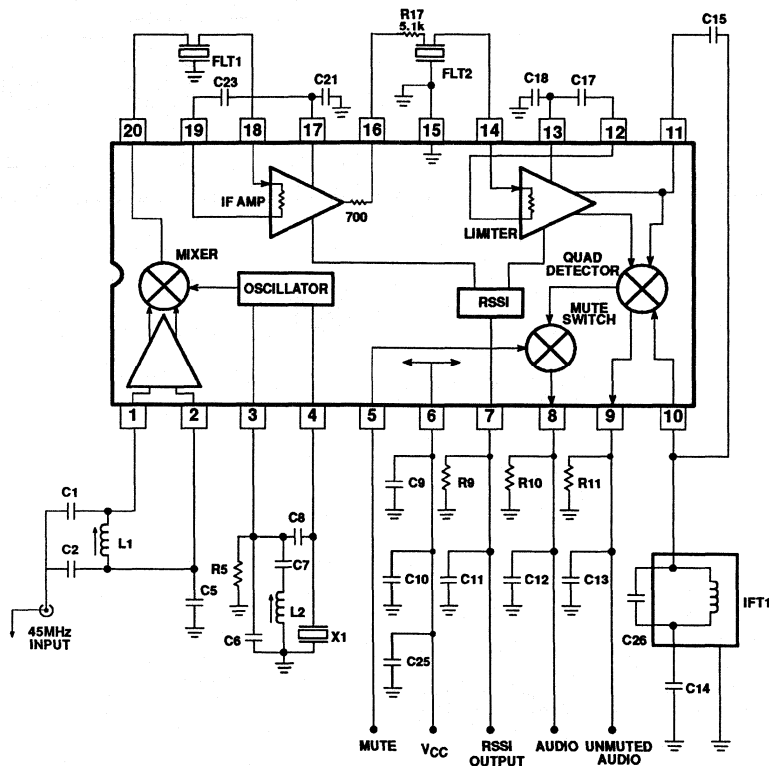 R17
5.1k
C15
FLT1
FLT2
C23
C21
C18
C17
20
19
18
17
16
15
14
13
12
11
IF AMP
700
LIMITER
MIXER
OSCILLATOR
RSSI
QUAD
DETECTOR
MUTE
SWITCH
1
2
3
4
5
6
7
8
9
10
C1
L1
C2
C5
45MHz
INPUT
R5
C6
C8
C7
L2
X1
C9
R9
R10
R11
C10
C11
C12
C13
C25
C26
IFT1
C14
MUTE
VCC
RSSI
OUTPUT
AUDIO
UNMUTED
AUDIO